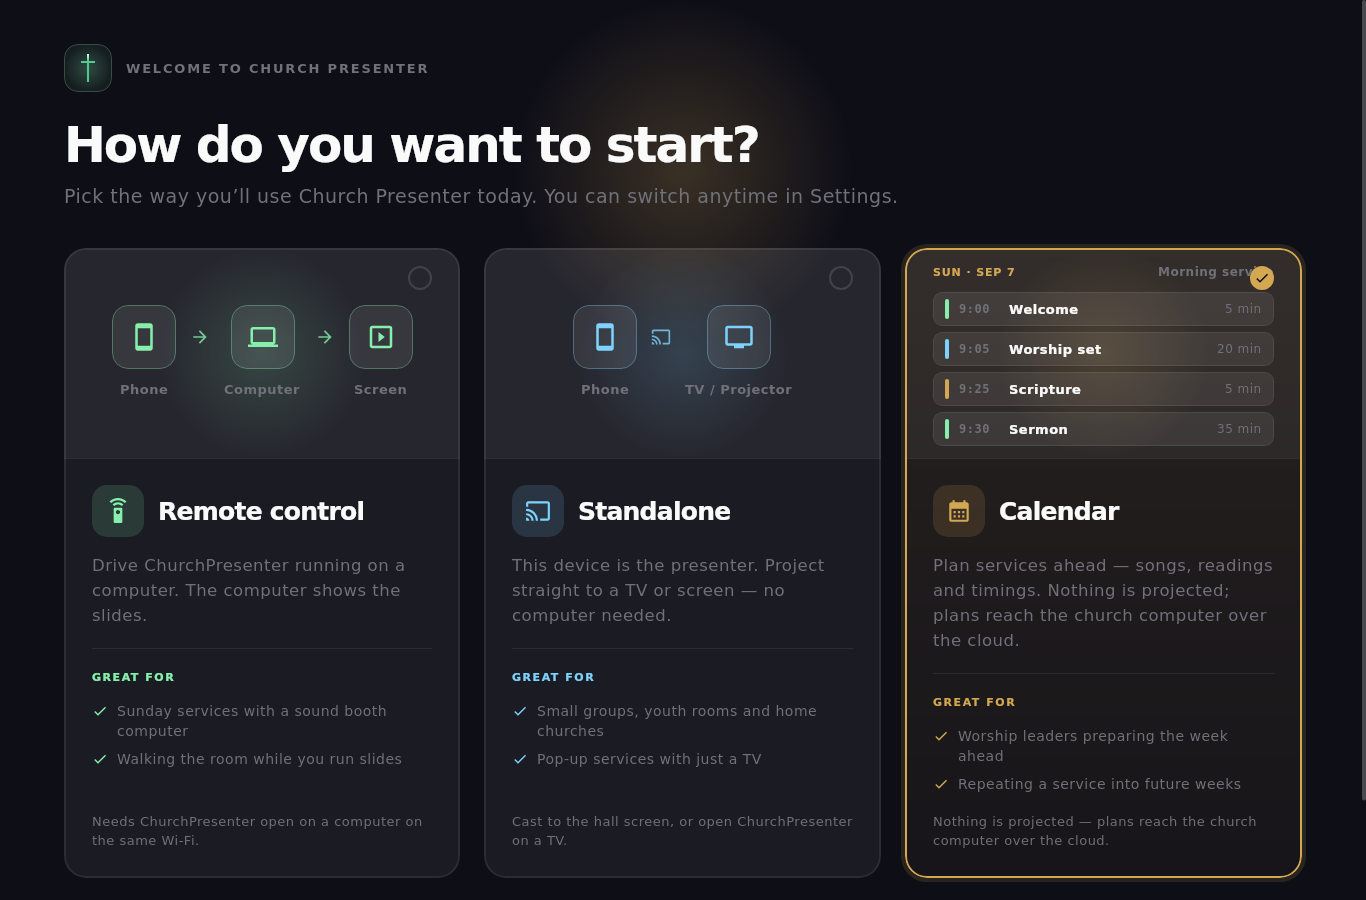 WELCOME TO CHURCH PRESENTER
How do you want to start?
Pick the way you’ll use Church Presenter today. You can switch anytime in Settings.
Phone
Computer
Screen
Remote control
Drive ChurchPresenter running on a
computer. The computer shows the
slides.
GREAT FOR
Sunday services with a sound booth
computer
Walking the room while you run slides
Needs ChurchPresenter open on a computer on
the same Wi-Fi.
Phone
TV / Projector
Standalone
This device is the presenter. Project
straight to a TV or screen — no
computer needed.
GREAT FOR
Small groups, youth rooms and home
churches
Pop-up services with just a TV
Cast to the hall screen, or open ChurchPresenter
on a TV.
SUN · SEP 7
Morning
9:00 Welcome 5 min
9:05 Worship set 20 min
9:25 Scripture 5 min
9:30 Sermon 35 min
Calendar
Plan services ahead — songs, readings
and timings. Nothing is projected;
plans reach the church computer over
the cloud.
GREAT FOR
Worship leaders preparing the week
ahead
Repeating a service into future weeks
Nothing is projected — plans reach the church
computer over the cloud.